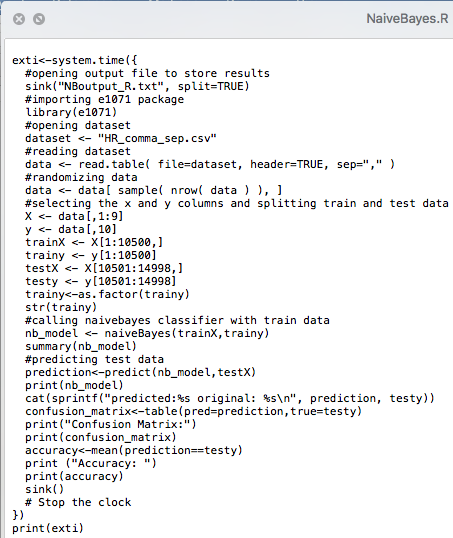 NaiveBayes.R
exti<-system.time({
#opening output file to store results
sink("NBoutput_R.txt", split=TRUE)
#importing e1071 package
library(e1071)
#opening dataset
dataset <- "HR_comma_sep.csv"
#reading dataset
data <- read.table( file=dataset, header=TRUE, sep="," )
#randomizing data
data <- data[ sample( nrow( data ) ), ]
#selecting the x and y columns and splitting train and test data
X <- data[,1:9]
y <- data[,10]
trainX <- X[1:10500,]
trainy <- y[1:10500]
testX <- X[10501:14998,]
testy <- y[10501:14998]
trainy<-as.factor(trainy)
str(trainy)
#calling naivebayes classifier with train data
nb_model <- naiveBayes(trainX,trainy)
summary(nb_model)
#predicting test data
prediction<-predict(nb_model,testX)
print(nb_model)
cat(sprintf("predicted:%s original: %s\n", prediction, testy))
confusion_matrix<-table(pred=prediction,true=testy)
print("Confusion Matrix:")
print(confusion_matrix)
accuracy<-mean(prediction==testy)
print ("Accuracy: ")
print(accuracy)
sink()
# Stop the clock
})
print(exti)